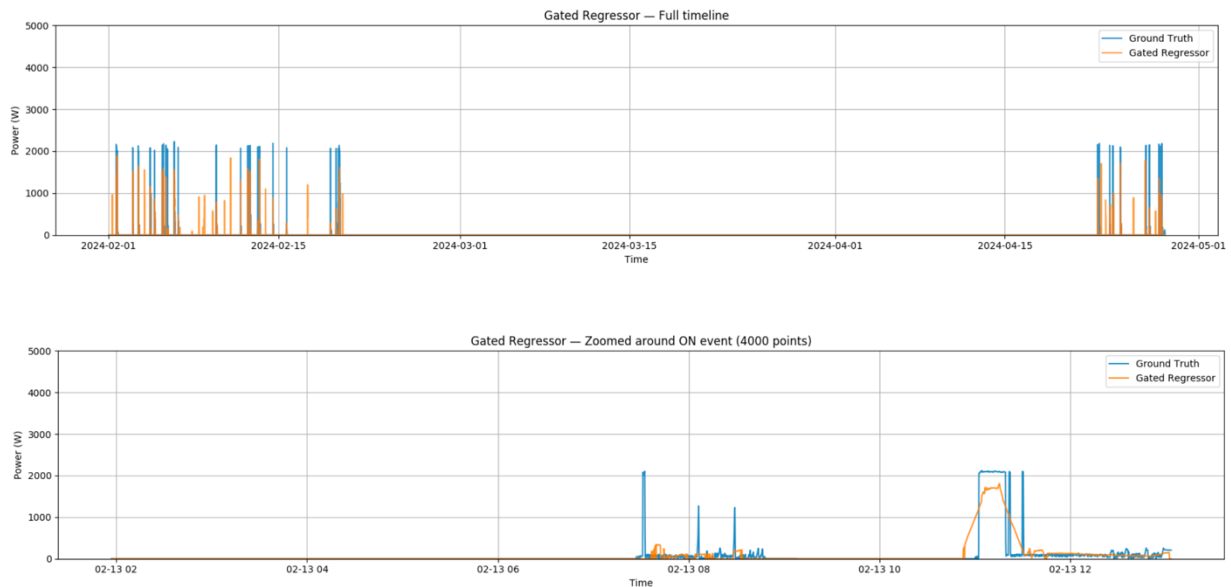 Gated Regressor — Full timeline
5000
4000
3000
2000
1000
0
Power (W)
Ground Truth
Gated Regressor
2024-02-01 2024-02-15 2024-03-01 2024-03-15 2024-04-01 2024-04-15 2024-05-01
Time
Gated Regressor — Zoomed around ON event (4000 points)
5000
4000
3000
2000
1000
0
Power (W)
Ground Truth
Gated Regressor
02-13 02 02-13 04 02-13 06 02-13 08 02-13 10 02-13 12
Time